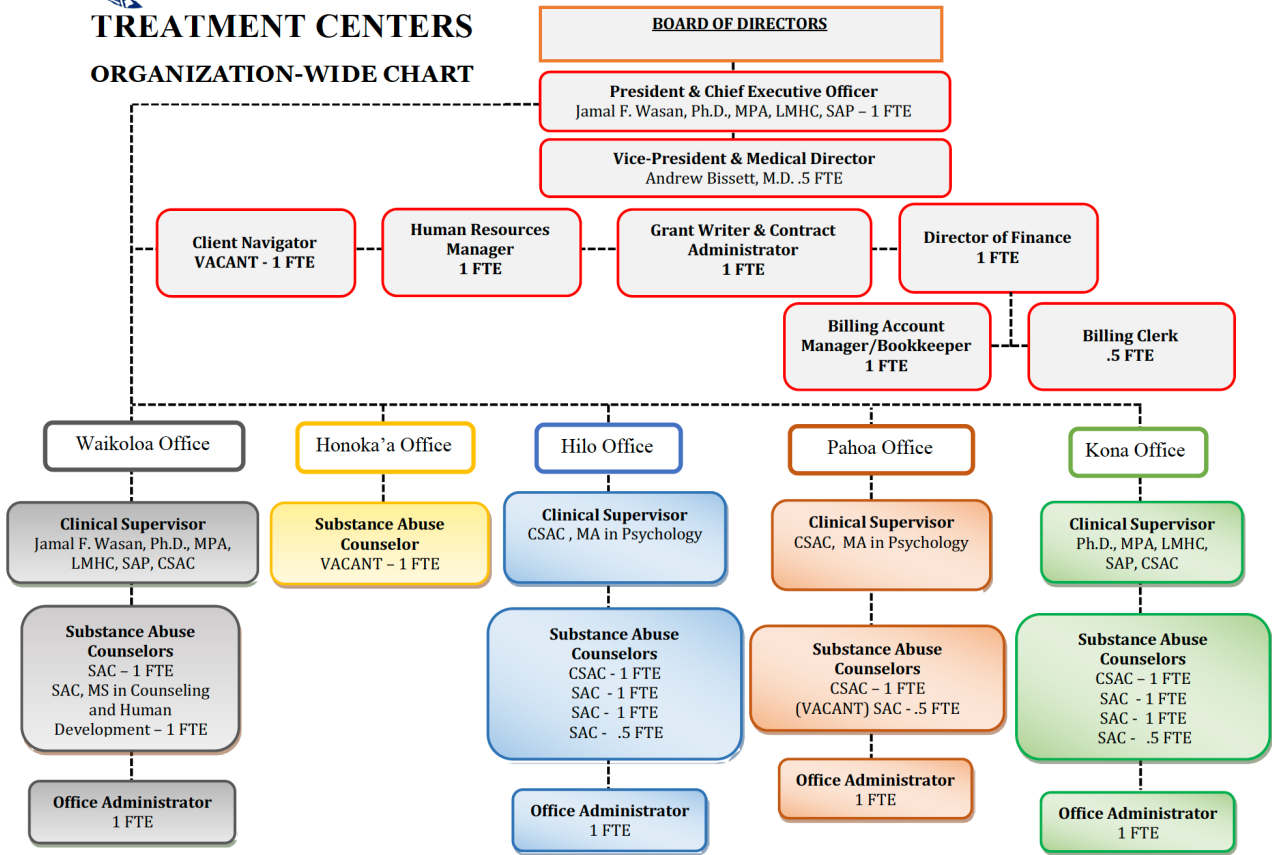 TREATMENT CENTERS
ORGANIZATION-WIDE CHART
BOARD OF DIRECTORS
President & Chief Executive Officer
Jamal F. Wasan, Ph.D., MPA, LMHC, SAP – 1 FTE
Vice-President & Medical Director
Andrew Bissett, M.D. .5 FTE
Client Navigator
VACANT - 1 FTE
Human Resources
Manager
1 FTE
Grant Writer & Contract
Administrator
1 FTE
Director of Finance
1 FTE
Billing Account
Manager/Bookkeeper
1 FTE
Billing Clerk
.5 FTE
Waikoloa Office
Honoka’a Office
Hilo Office
Pahoa Office
Kona Office
Clinical Supervisor
Jamal F. Wasan, Ph.D., MPA,
LMHC, SAP, CSAC
Substance Abuse
Counselor
VACANT – 1 FTE
Clinical Supervisor
CSAC , MA in Psychology
Clinical Supervisor
CSAC, MA in Psychology
Clinical Supervisor
Ph.D., MPA, LMHC,
SAP, CSAC
Substance Abuse
Counselors
SAC – 1 FTE
SAC, MS in Counseling
and Human
Development – 1 FTE
Substance Abuse
Counselors
CSAC - 1 FTE
SAC - 1 FTE
SAC - 1 FTE
SAC - .5 FTE
Substance Abuse
Counselors
CSAC – 1 FTE
(VACANT) SAC - .5 FTE
Substance Abuse
Counselors
CSAC – 1 FTE
SAC - 1 FTE
SAC - 1 FTE
SAC - .5 FTE
Office Administrator
1 FTE
Office Administrator
1 FTE
Office Administrator
1 FTE
Office Administrator
1 FTE